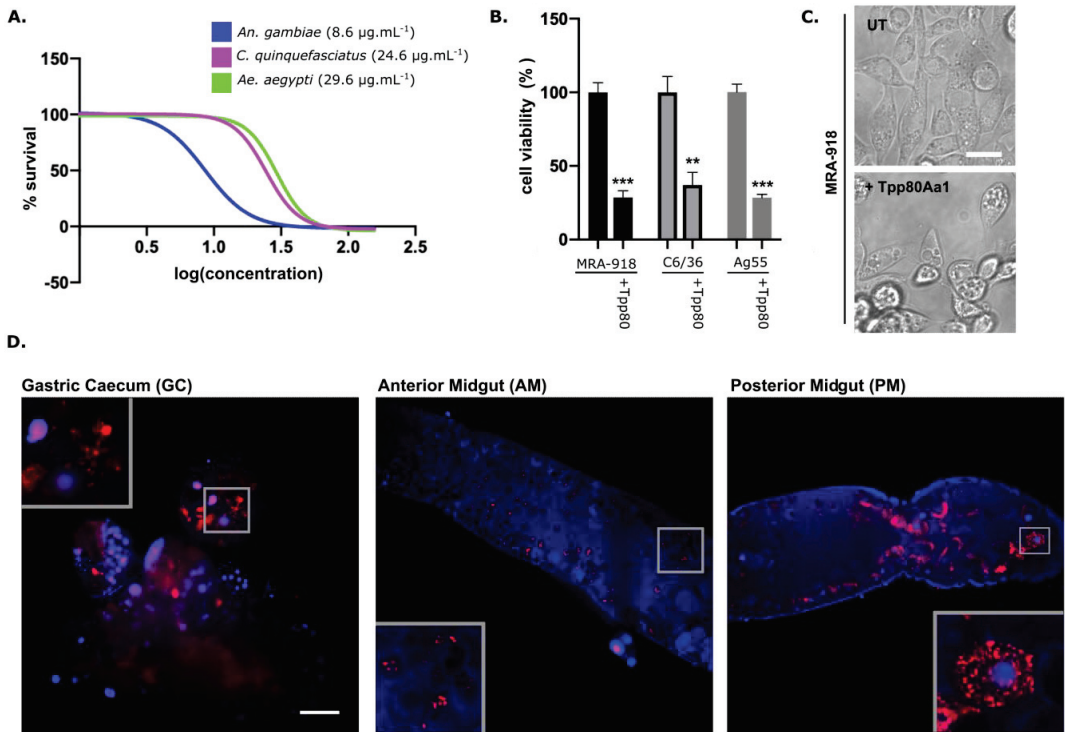 A.
An. gambiae (8.6 µg.mL-1)
C. quinquefasciatus (24.6 µg.mL-1)
Ae. aegypti (29.6 µg.mL-1)
% survival
150
100
50
0
-50
0.5
1.0
1.5
2.0
2.5
log(concentration)
B.
cell viability (%)
150
100
50
0
***
**
***
MRA-918
+Tpp80
C6/36
+Tpp80
Ag55
+Tpp80
C.
MRA-918
UT
+ Tpp80Aa1
D.
Gastric Caecum (GC)
Anterior Midgut (AM)
Posterior Midgut (PM)